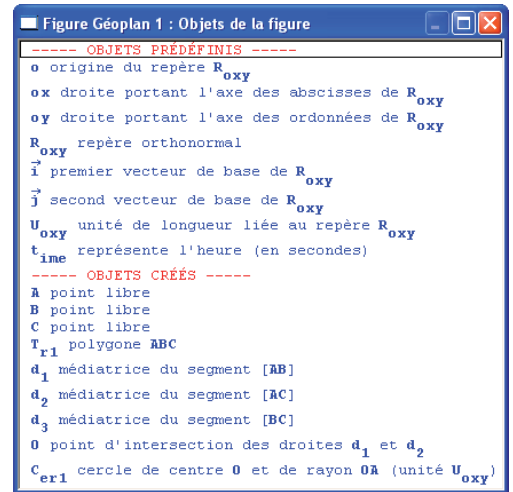 Figure Géoplan 1 : Objets de la figure
----- OBJETS PRÉDÉFINIS -----
o origine du repère Roxy
ox droite portant l'axe des abscisses de Roxy
oy droite portant l'axe des ordonnées de Roxy
Roxy repère orthonormal
i premier vecteur de base de Roxy
j second vecteur de base de Roxy
Uoxy unité de longueur liée au repère Roxy
time représente l'heure (en secondes)
----- OBJETS CRÉÉS -----
A point libre
B point libre
C point libre
Tr1 polygone ABC
d1 médiatrice du segment [AB]
d2 médiatrice du segment [AC]
d3 médiatrice du segment [BC]
O point d'intersection des droites d1 et d2
Cer1 cercle de centre O et de rayon OA (unité Uoxy)